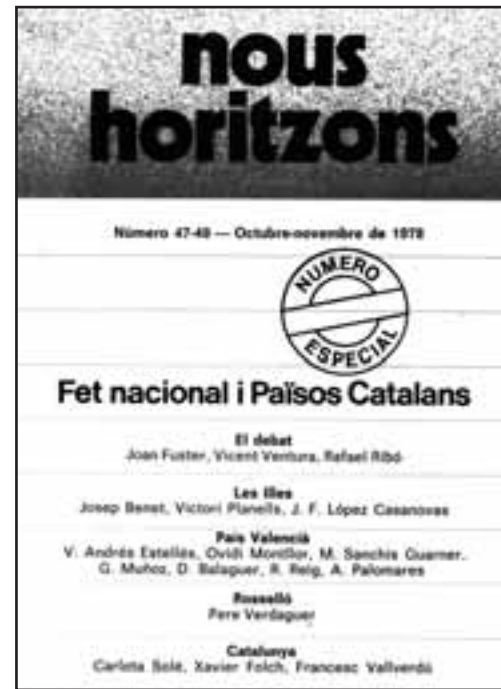 nous
horitzons
Número 47-48 — Octubre-novembre de 1978
NUMERO
ESPECIAL
Fet nacional i Països Catalans
El debat
Joan Fuster, Vicent Ventura, Rafael Ribó
Les Illes
Josep Benet, Victori Planells, J. F. López Casanovas
País Valencià
V. Andrés Estellés, Ovidi Montllor, M. Sanchis Guarner,
G. Muñoz, D. Balaguer, R. Reig, A. Palomares
Rosselló
Pere Verdaguer
Catalunya
Carlota Solé, Xavier Folch, Francesc Vallverdú